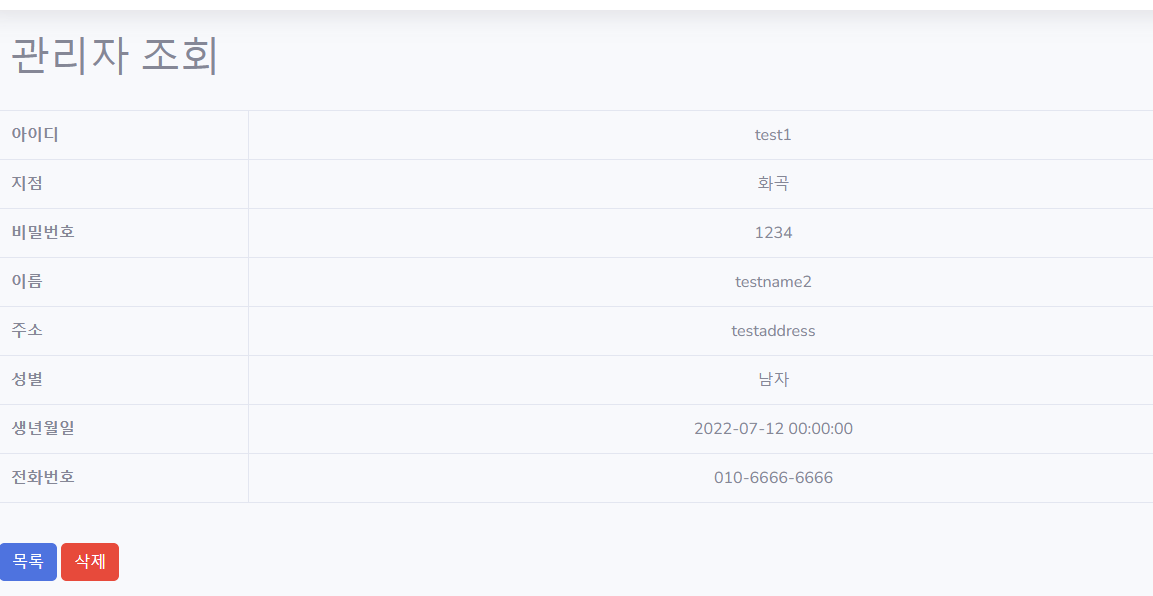 관리자 조회
아이디 test1
지점 화곡
비밀번호 1234
이름 testname2
주소 testaddress
성별 남자
생년월일 2022-07-12 00:00:00
전화번호 010-6666-6666
목록 삭제